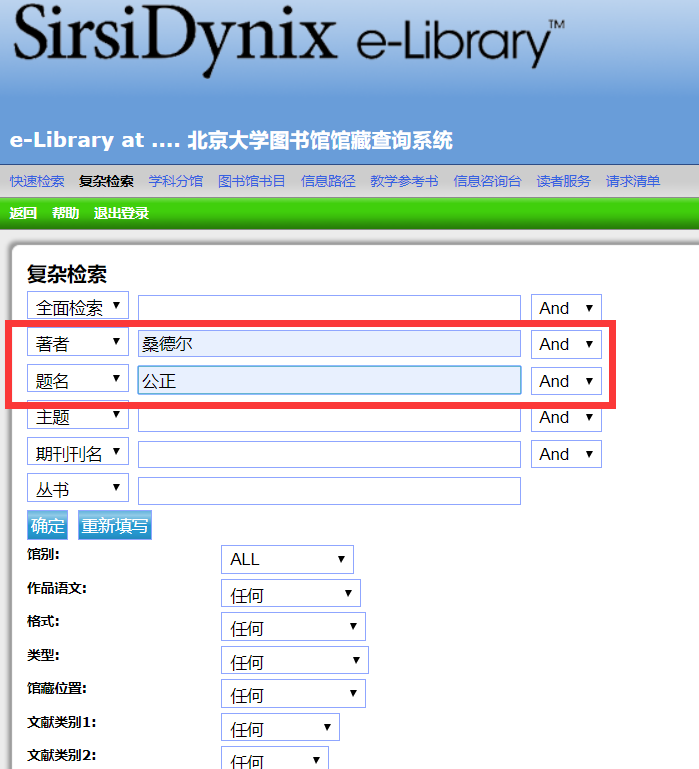 SirsiDynix e-Library™
e-Library at .... 北京大学图书馆馆藏查询系统
快速检索 复杂检索 学科分馆 图书馆书目 信息路径 教学参考书 信息咨询台 读者服务 请求清单
返回 帮助 退出登录
复杂检索
全面检索 And
著者 桑德尔 And
题名 公正 And
主题 And
期刊刊名 And
丛书
确定 重新填写
馆别: ALL
作品语文: 任何
格式: 任何
类型: 任何
馆藏位置: 任何
文献类别1: 任何
文献类别2: 任何